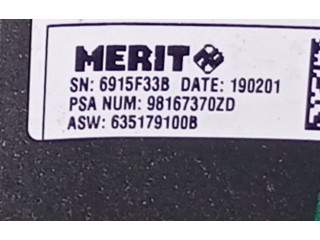 MERIT
SN: 6915F33B DATE: 190201
PSA NUM: 98167370ZD
ASW: 635179100B